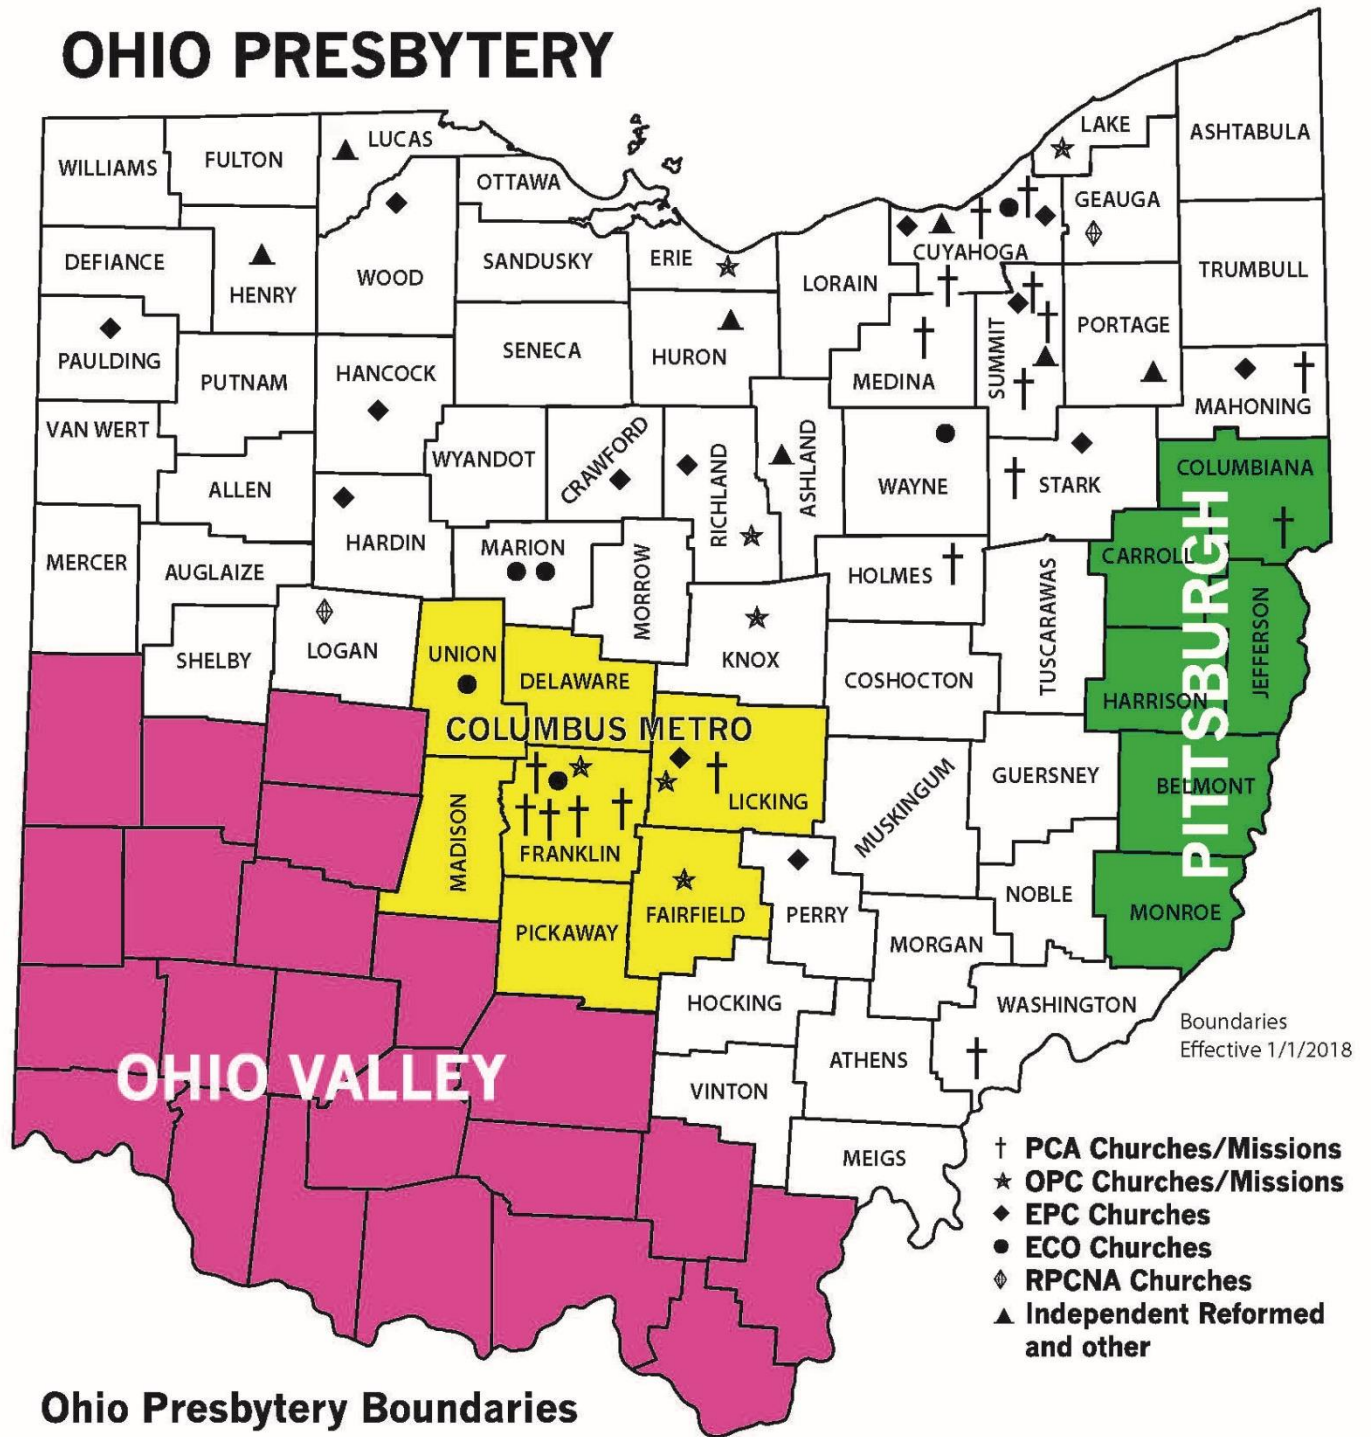 OHIO PRESBYTERY
WILLIAMS
FULTON
LUCAS
OTTAWA
LAKE
ASHTABULA
GEAUGA
DEFIANCE
HENRY
WOOD
SANDUSKY
ERIE
LORAIN
CUYAHOGA
TRUMBULL
PAULDING
PUTNAM
HANCOCK
SENECA
HURON
MEDINA
SUMMIT
PORTAGE
MAHONING
VAN WERT
ALLEN
WYANDOT
CRAWFORD
RICHLAND
ASHLAND
WAYNE
STARK
COLUMBIANA
MERCER
AUGLAIZE
HARDIN
MARION
MORROW
HOLMES
TUSCARAWAS
CARROLL
JEFFERSON
SHELBY
LOGAN
UNION
DELAWARE
KNOX
COSHOCTON
HARRISON
PITTSBURGH
COLUMBUS METRO
MADISON
FRANKLIN
LICKING
MUSKINGUM
GUERSNEY
BELMONT
PICKAWAY
FAIRFIELD
PERRY
MORGAN
NOBLE
MONROE
HOCKING
WASHINGTON
OHIO VALLEY
VINTON
ATHENS
MEIGS
Boundaries
Effective 1/1/2018
PCA Churches/Missions
OPC Churches/Missions
EPC Churches
ECO Churches
RPCNA Churches
Independent Reformed
and other
Ohio Presbytery Boundaries